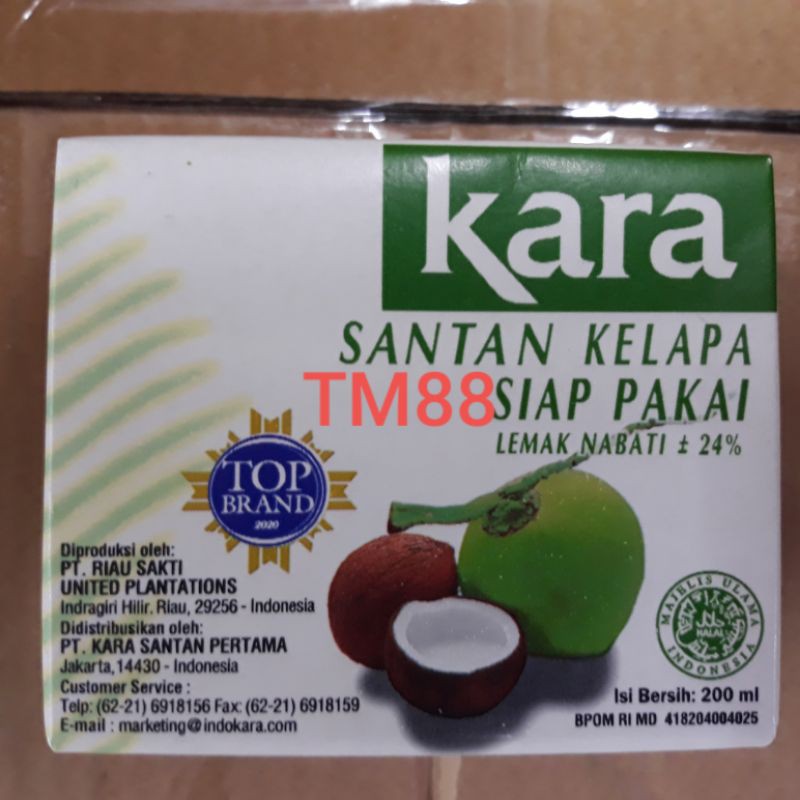 kara
SANTAN KELAPA
TM88
SIAP PAKAI
LEMAK NABATI ± 24%
TOP
BRAND
2020
Diproduksi oleh:
PT. RIAU SAKTI
UNITED PLANTATIONS
Indragiri Hilir. Riau, 29256 - Indonesia
Didistribusikan oleh:
PT. KARA SANTAN PERTAMA
Jakarta,14430 - Indonesia
Customer Service :
Telp: (62-21) 6918156 Fax: (62-21) 6918159
E-mail : marketing@indokara.com
MAJELIS ULAMA
HALAL
INDONESIA
Isi Bersih: 200 ml
BPOM RI MD 418204004025